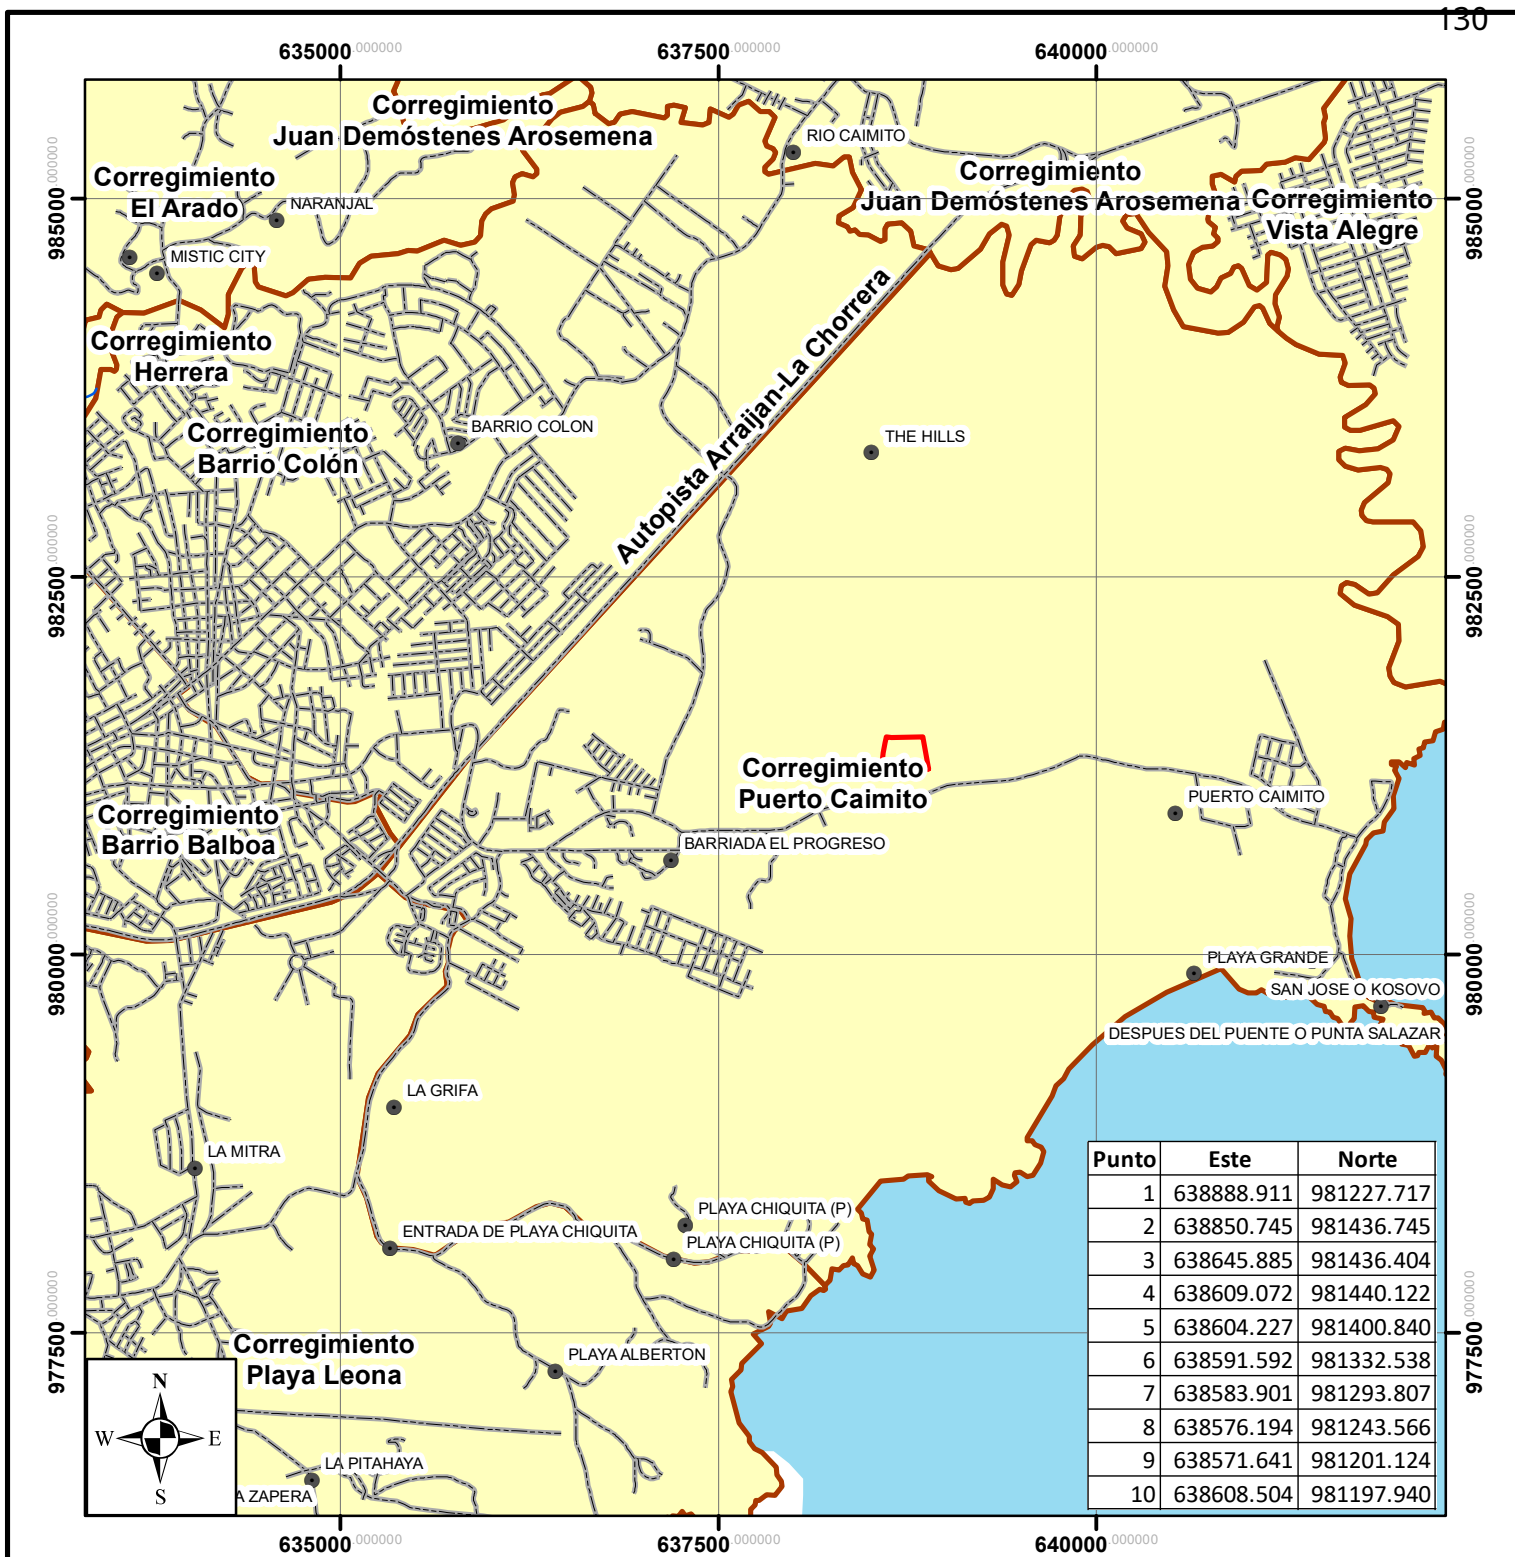 130
635000.000000 637500.000000 640000.000000
Corregimiento
Juan Demóstenes Arosemena
RIO CAIMITO
Corregimiento
El Arado
NARANJAL
Corregimiento
Juan Demóstenes Arosemena
Corregimiento
Vista Alegre
985000.000000
985000.000000
MISTIC CITY
Corregimiento
Herrera
Autopista Arraijan-La Chorrera
Corregimiento
Barrio Colón
BARRIO COLON
THE HILLS
982500.000000
982500.000000
Corregimiento
Puerto Caimito
PUERTO CAIMITO
Corregimiento
Barrio Balboa
BARRIADA EL PROGRESO
980000.000000
980000.000000
PLAYA GRANDE
SAN JOSE O KOSOVO
DESPUES DEL PUENTE O PUNTA SALAZAR
LA GRIFA
LA MITRA
PLAYA CHIQUITA (P)
ENTRADA DE PLAYA CHIQUITA
PLAYA CHIQUITA (P)
977500.000000
977500.000000
Corregimiento
Playa Leona
PLAYA ALBERTON
LA PITAHAYA
A ZAPERA
N
W E
S
Punto Este Norte
1 638888.911 981227.717
2 638850.745 981436.745
3 638645.885 981436.404
4 638609.072 981440.122
5 638604.227 981400.840
6 638591.592 981332.538
7 638583.901 981293.807
8 638576.194 981243.566
9 638571.641 981201.124
10 638608.504 981197.940
635000.000000 637500.000000 640000.000000